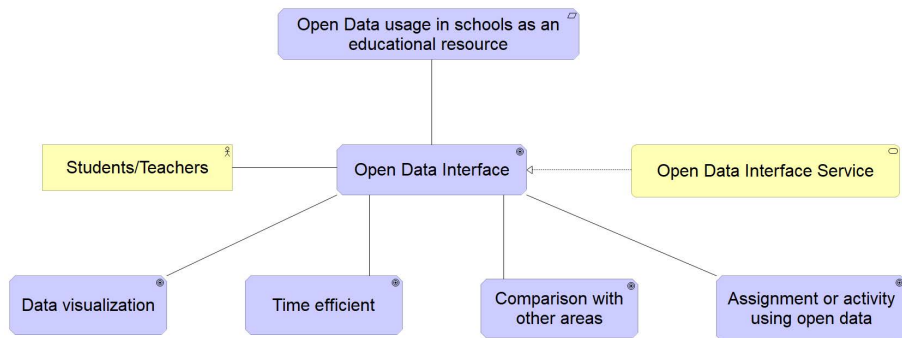 Open Data usage in schools as an
educational resource
Students/Teachers
Open Data Interface
Open Data Interface Service
Data visualization
Time efficient
Comparison with
other areas
Assignment or activity
using open data